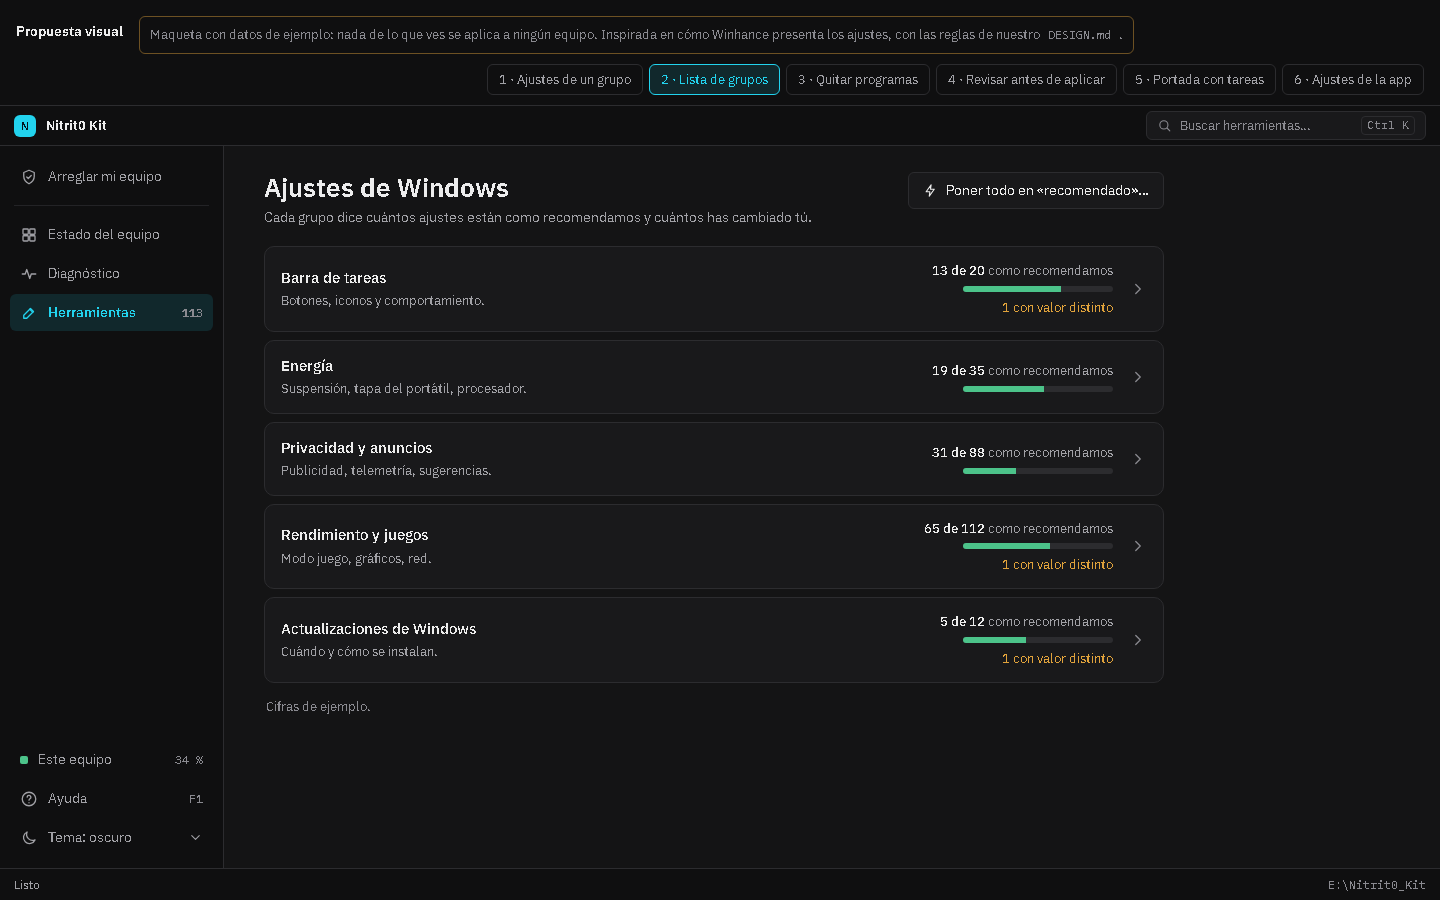 Propuesta visual
Maqueta con datos de ejemplo: nada de lo que ves se aplica a ningún equipo. Inspirada en cómo Winhance presenta los ajustes, con las reglas de nuestro DESIGN.md .
1 · Ajustes de un grupo
2 · Lista de grupos
3 · Quitar programas
4 · Revisar antes de aplicar
5 · Portada con tareas
6 · Ajustes de la app
N
Nitrit0 Kit
Buscar herramientas...
Ctrl K
Arreglar mi equipo
Estado del equipo
Diagnóstico
Herramientas
113
Ajustes de Windows
Cada grupo dice cuántos ajustes están como recomendamos y cuántos has cambiado tú.
Poner todo en «recomendado»...
Barra de tareas
Botones, iconos y comportamiento.
13 de 20 como recomendamos
1 con valor distinto
Energía
Suspensión, tapa del portátil, procesador.
19 de 35 como recomendamos
Privacidad y anuncios
Publicidad, telemetría, sugerencias.
31 de 88 como recomendamos
Rendimiento y juegos
Modo juego, gráficos, red.
65 de 112 como recomendamos
1 con valor distinto
Actualizaciones de Windows
Cuándo y cómo se instalan.
5 de 12 como recomendamos
1 con valor distinto
Cifras de ejemplo.
Este equipo
34 %
Ayuda
F1
Tema: oscuro
Listo
E:\Nitrit0_Kit